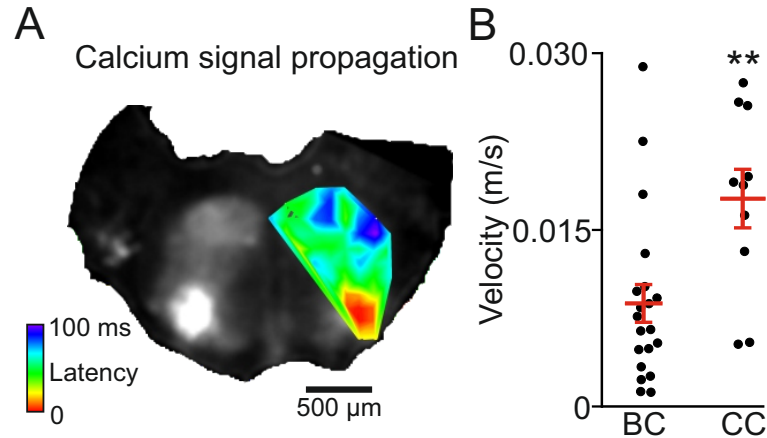 A
Calcium signal propagation
100 ms
Latency
0
500 µm
B
Velocity (m/s)
0.030
0.015
0
**
BC
CC